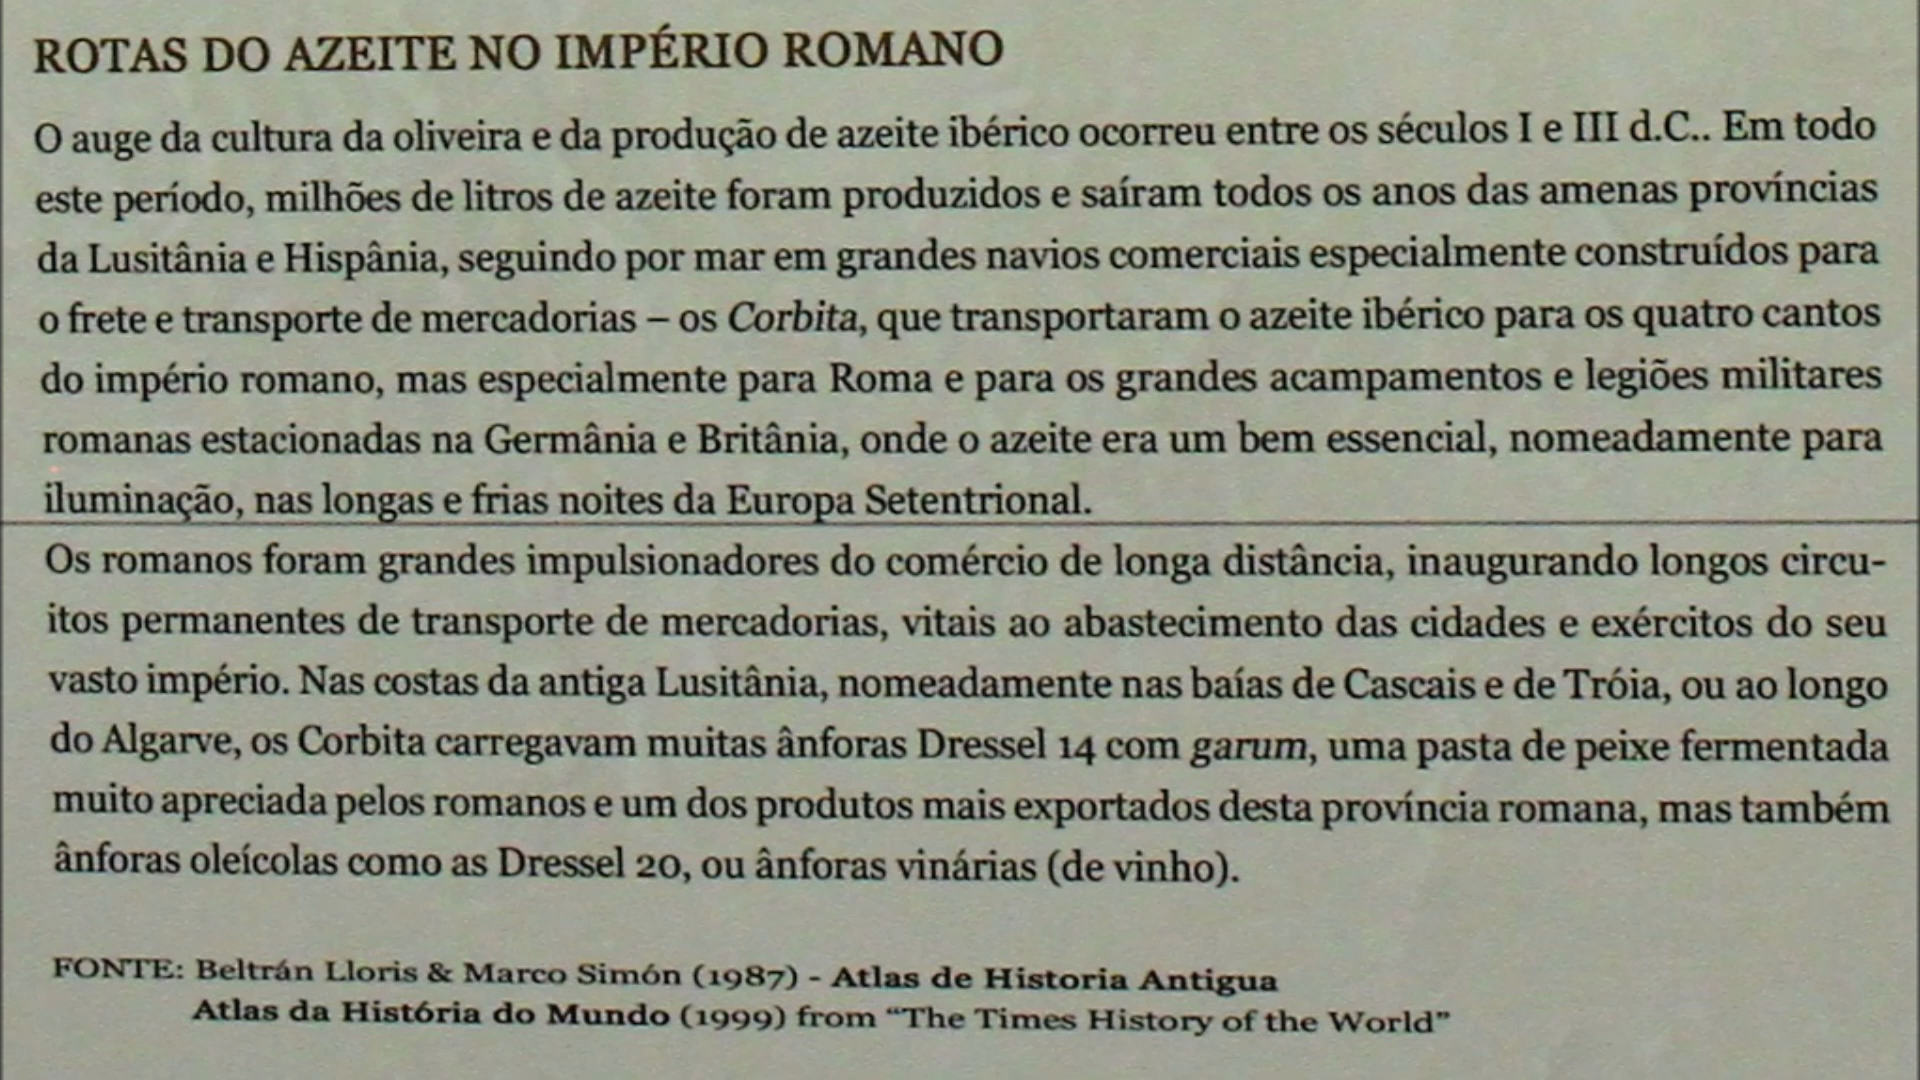 ROTAS DO AZEITE NO IMPÉRIO ROMANO
O auge da cultura da oliveira e da produção de azeite ibérico ocorreu entre os séculos I e III d.C.. Em todo
este período, milhões de litros de azeite foram produzidos e saíram todos os anos das amenas províncias
da Lusitânia e Hispânia, seguindo por mar em grandes navios comerciais especialmente construídos para
o frete e transporte de mercadorias – os Corbita, que transportaram o azeite ibérico para os quatro cantos
do império romano, mas especialmente para Roma e para os grandes acampamentos e legiões militares
romanas estacionadas na Germânia e Britânia, onde o azeite era um bem essencial, nomeadamente para
iluminação, nas longas e frias noites da Europa Setentrional.
Os romanos foram grandes impulsionadores do comércio de longa distância, inaugurando longos circu-
itos permanentes de transporte de mercadorias, vitais ao abastecimento das cidades e exércitos do seu
vasto império. Nas costas da antiga Lusitânia, nomeadamente nas baías de Cascais e de Tróia, ou ao longo
do Algarve, os Corbita carregavam muitas ânforas Dressel 14 com garum, uma pasta de peixe fermentada
muito apreciada pelos romanos e um dos produtos mais exportados desta província romana, mas também
ânforas oleícolas como as Dressel 20, ou ânforas vinárias (de vinho).
FONTE: Beltrán Lloris & Marco Simón (1987) - Atlas de Historia Antigua
Atlas da História do Mundo (1999) from “The Times History of the World”